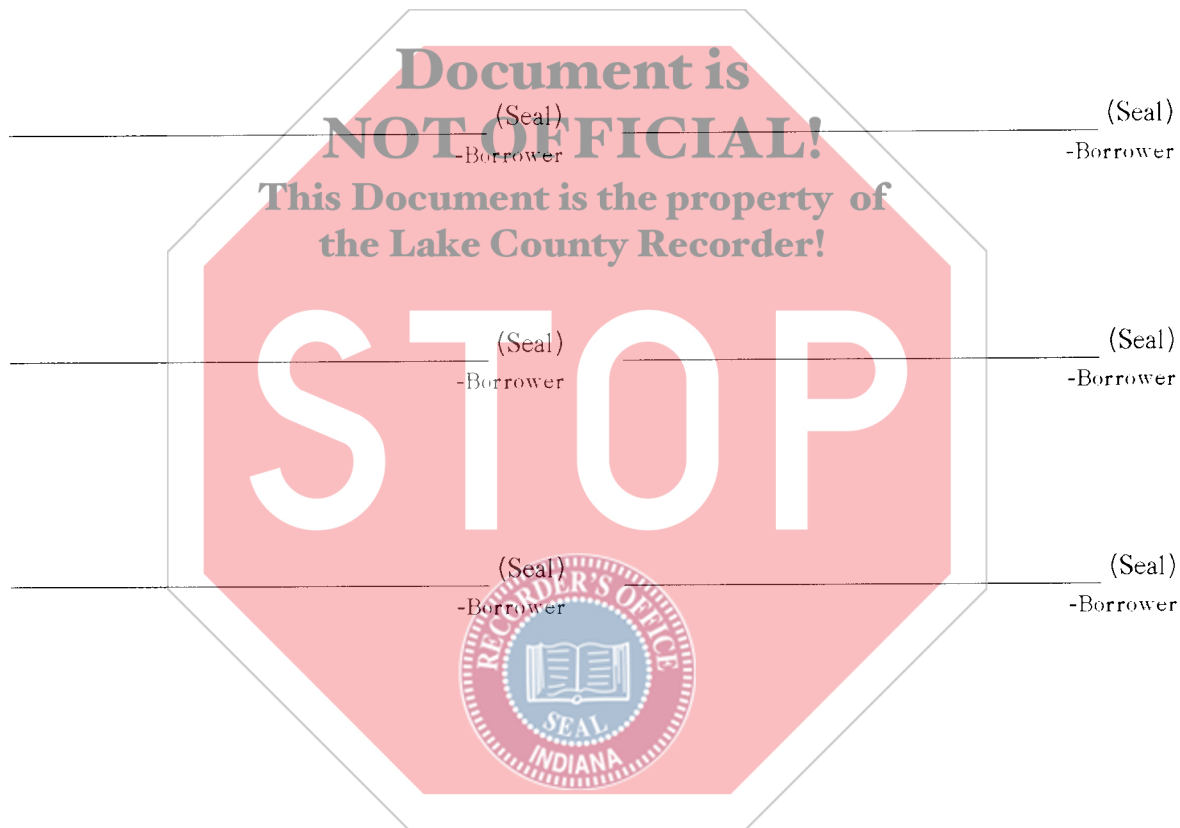 Document is
(Seal) (Seal)
NOT OFFICIAL!
-Borrower -Borrower
This Document is the property of
the Lake County Recorder!
STOP
(Seal) (Seal)
-Borrower -Borrower
(Seal) (Seal)
-Borrower -Borrower
RECORDER'S OFFICE
SEAL
INDIANA